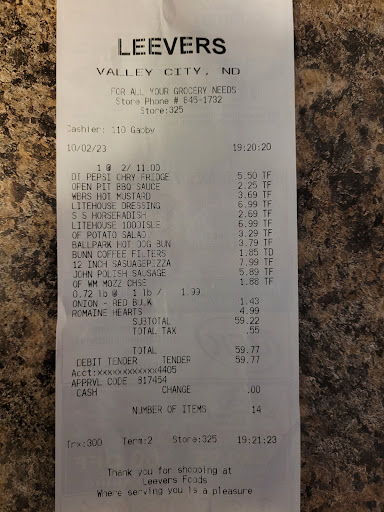 LEEVERS
VALLEY CITY, ND
FOR ALL YOUR GROCERY NEEDS
Store Phone # 845-1732
Store:325
Cashier: 110 Gabby
10/02/23 19:20:20
1 @ 2/ 11.00
DT PEPSI CHRY FRIDGE 5.50 TF
OPEN PIT BBQ SAUCE 2.25 TF
WBRS HOT MUSTARD 3.69 TF
LITEHOUSE DRESSING 6.99 TF
S S HORSERADISH 2.69 TF
LITEHOUSE 1000ISLE 6.99 TF
OF POTATO SALAD 3.29 TF
BALLPARK HOT DOG BUN 3.79 TF
BUNN COFFEE FILTERS 1.85 TD
12 INCH SASUAGEPIZZA 7.99 TF
JOHN POLISH SAUSAGE 5.89 TF
OF WM MOZZ CHSE 1.88 TF
0.72 lb @ 1 lb / 1.99
ONION - RED BULK 1.43
ROMAINE HEARTS 4.99
SUBTOTAL 59.22
TOTAL TAX .55
TOTAL 59.77
DEBIT TENDER TENDER 59.77
Acct:xxxxxxxxxxxx4405
APPRVL CODE 817454
CASH CHANGE .00
NUMBER OF ITEMS 14
Trx:300 Term:2 Store:325 19:21:23
Thank you for shopping at
Leevers Foods
Where serving you is a pleasure